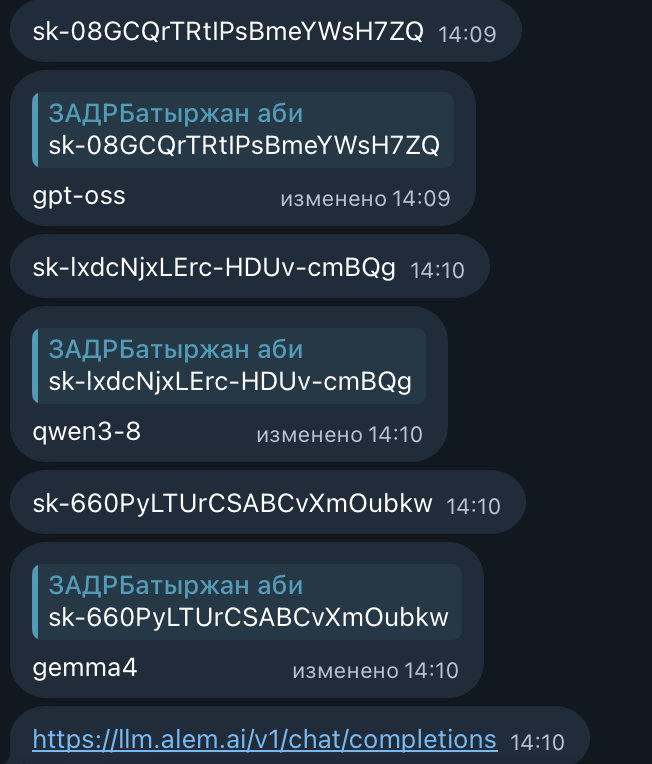 sk-08GCQrTRtIPsBmeYWsH7ZQ 14:09
ЗАДРБатыржан аби
sk-08GCQrTRtIPsBmeYWsH7ZQ
gpt-oss изменено 14:09
sk-lxdcNjxLErc-HDUv-cmBQg 14:10
ЗАДРБатыржан аби
sk-lxdcNjxLErc-HDUv-cmBQg
qwen3-8 изменено 14:10
sk-660PyLTUrCSABCvXmOubkw 14:10
ЗАДРБатыржан аби
sk-660PyLTUrCSABCvXmOubkw
gemma4 изменено 14:10
https://llm.alem.ai/v1/chat/completions 14:10